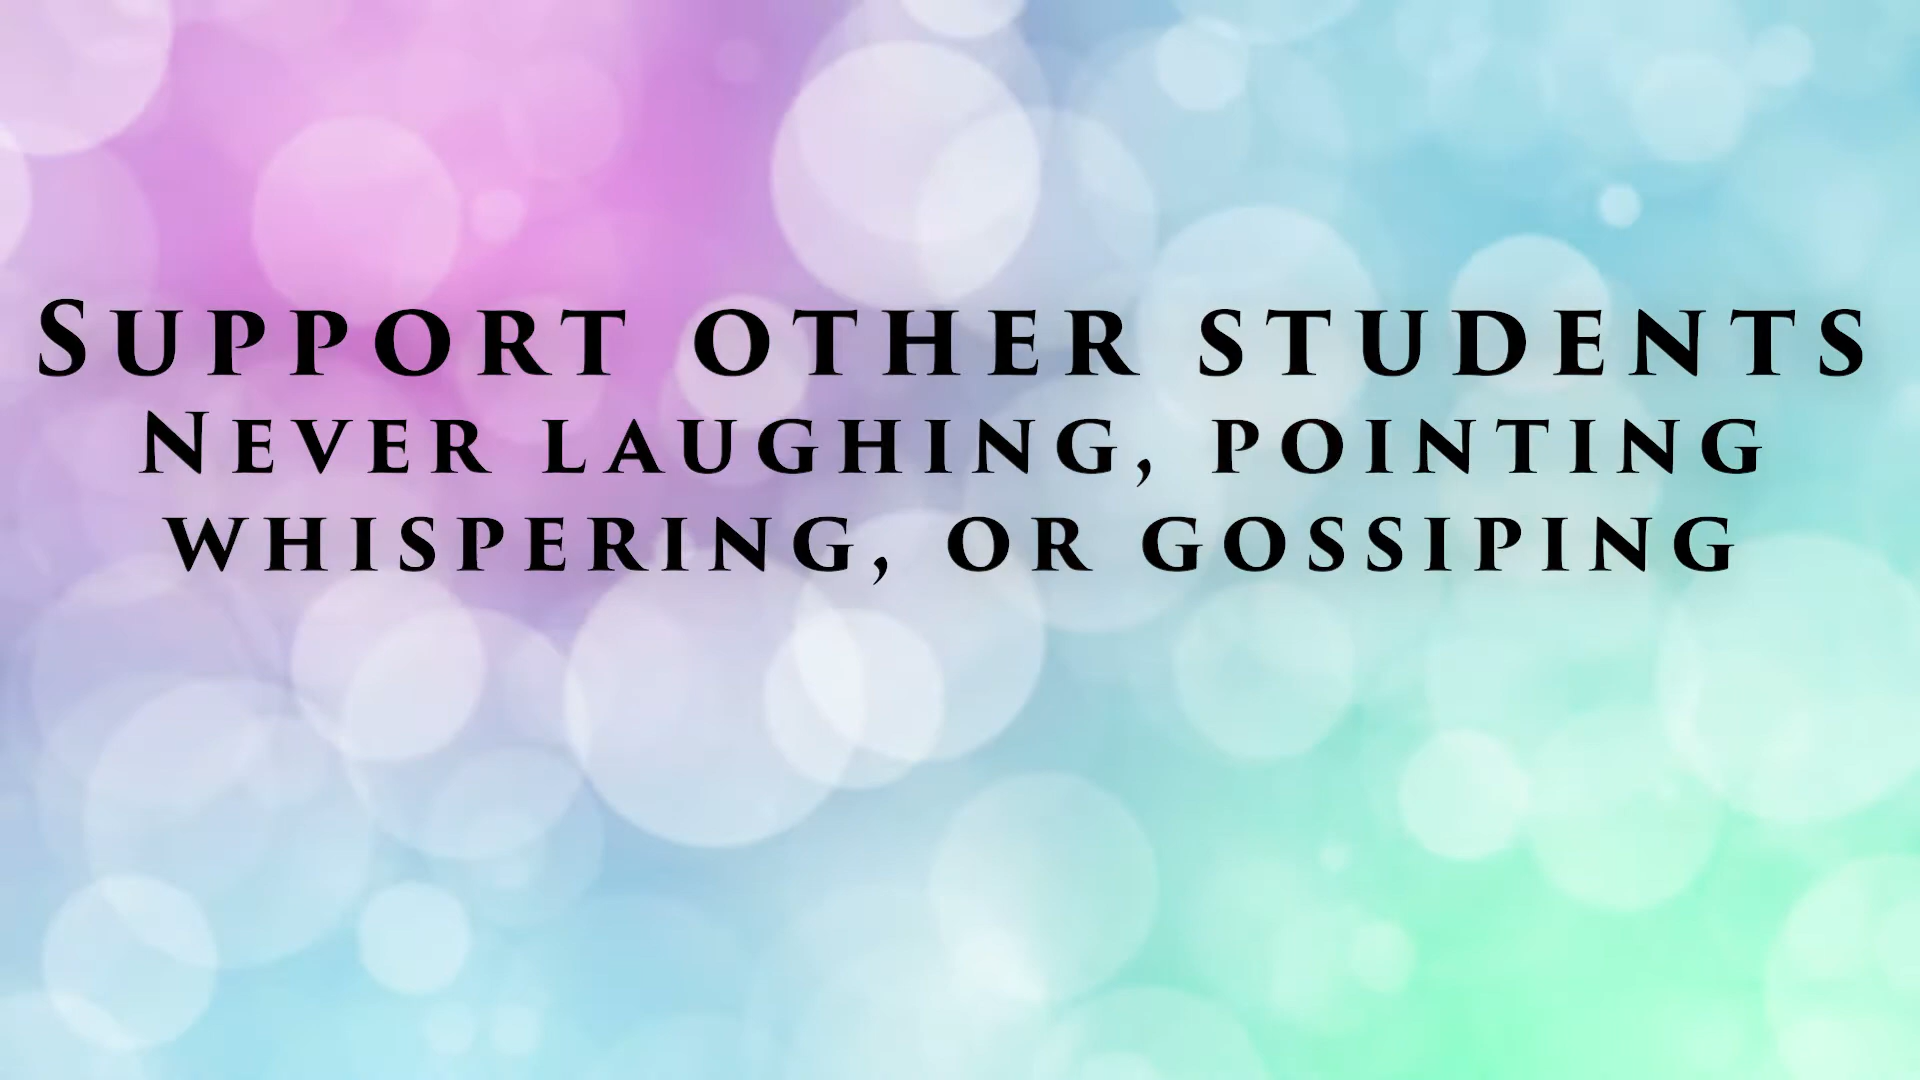 Support other students
Never laughing, pointing
whispering, or gossiping